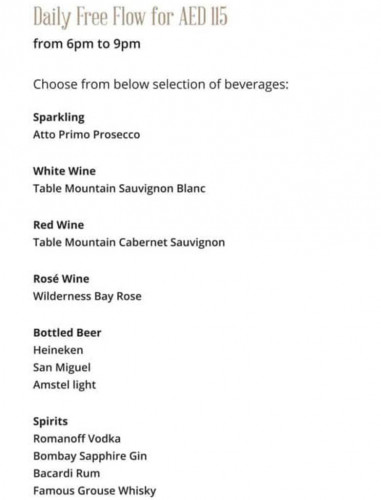 Daily Free Flow for AED 115
from 6pm to 9pm
Choose from below selection of beverages:
Sparkling
Atto Primo Prosecco
White Wine
Table Mountain Sauvignon Blanc
Red Wine
Table Mountain Cabernet Sauvignon
Rosé Wine
Wilderness Bay Rose
Bottled Beer
Heineken
San Miguel
Amstel light
Spirits
Romanoff Vodka
Bombay Sapphire Gin
Bacardi Rum
Famous Grouse Whisky